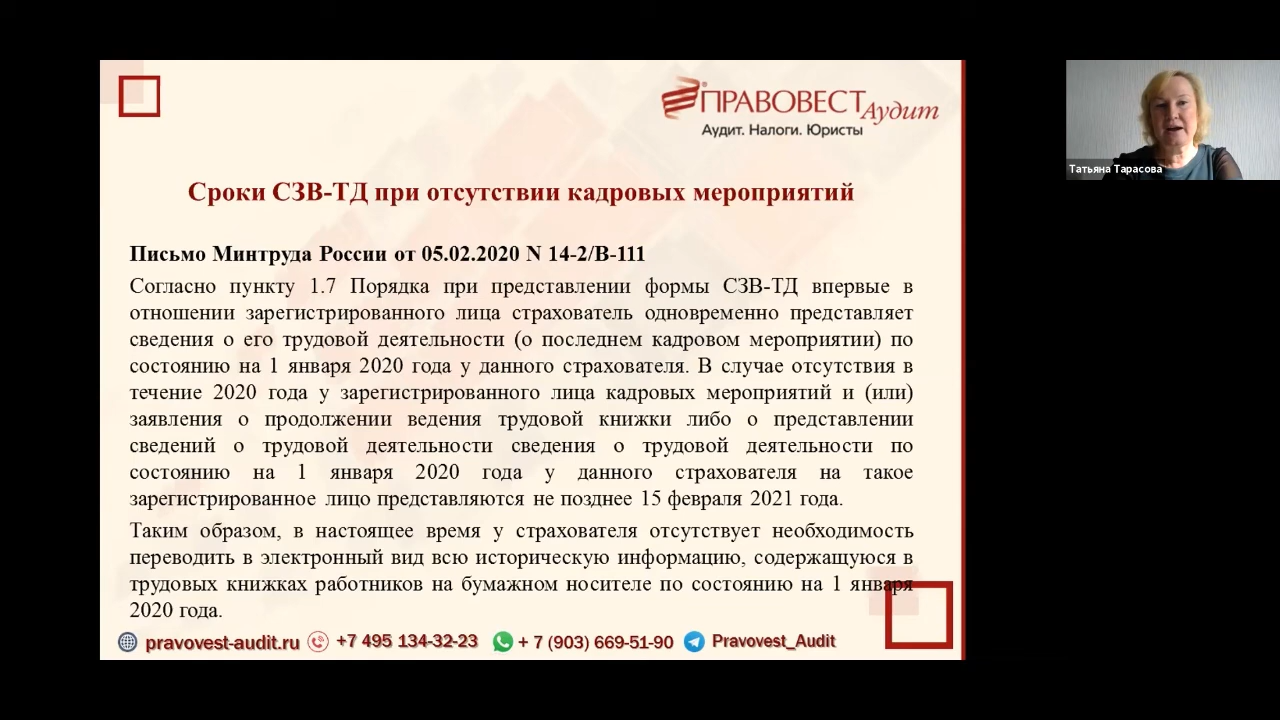 ПРАВОВЕСТ Аудит
Аудит. Налоги. Юристы
Татьяна Тарасова
Сроки СЗВ-ТД при отсутствии кадровых мероприятий
Письмо Минтруда России от 05.02.2020 N 14-2/В-111
Согласно пункту 1.7 Порядка при представлении формы СЗВ-ТД впервые в
отношении зарегистрированного лица страхователь одновременно представляет
сведения о его трудовой деятельности (о последнем кадровом мероприятии) по
состоянию на 1 января 2020 года у данного страхователя. В случае отсутствия в
течение 2020 года у зарегистрированного лица кадровых мероприятий и (или)
заявления о продолжении ведения трудовой книжки либо о представлении
сведений о трудовой деятельности сведения о трудовой деятельности по
состоянию на 1 января 2020 года у данного страхователя на такое
зарегистрированное лицо представляются не позднее 15 февраля 2021 года.
Таким образом, в настоящее время у страхователя отсутствует необходимость
переводить в электронный вид всю историческую информацию, содержащуюся в
трудовых книжках работников на бумажном носителе по состоянию на 1 января
2020 года.
pravovest-audit.ru +7 495 134-32-23 + 7 (903) 669-51-90 Pravovest_Audit